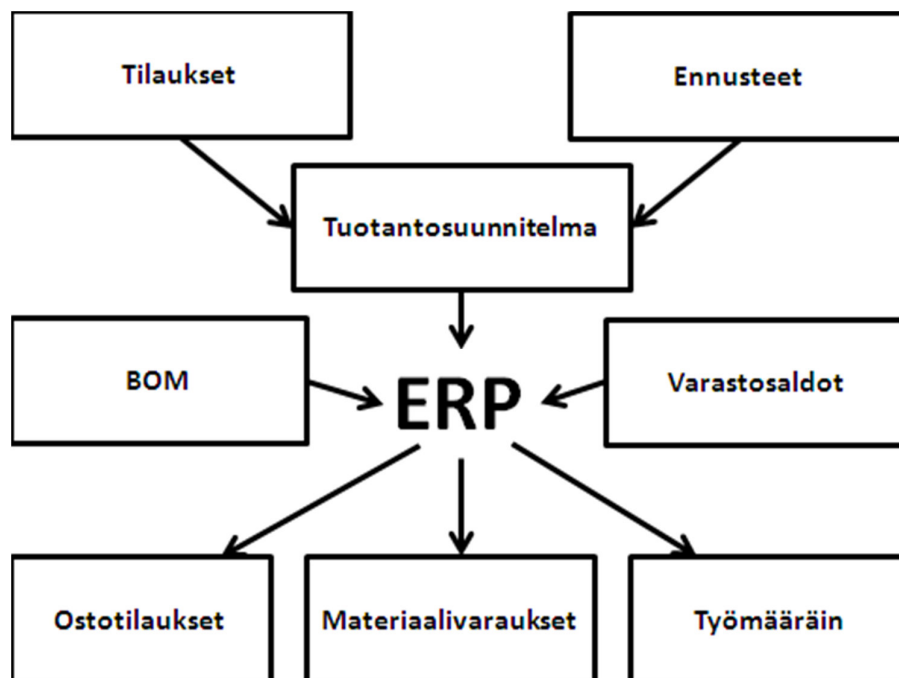 Tilaukset
Ennusteet
Tuotantosuunnitelma
BOM
ERP
Varastosaldot
Ostotilaukset
Materiaalivaraukset
Työmääräin